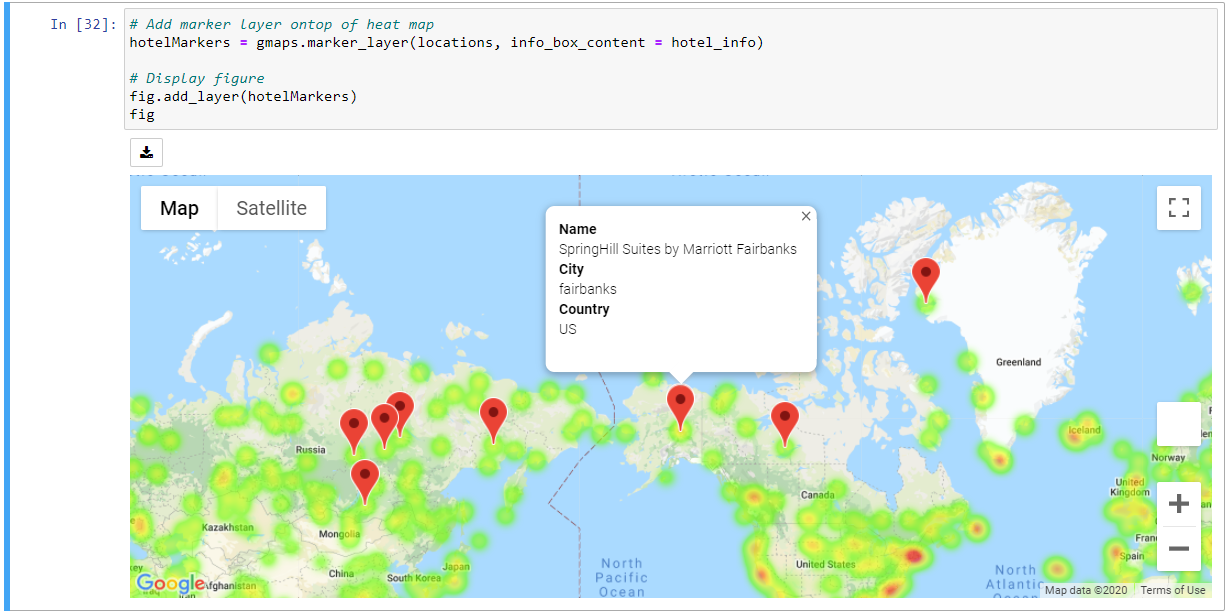 In [32]:
# Add marker layer ontop of heat map
hotelMarkers = gmaps.marker_layer(locations, info_box_content = hotel_info)
# Display figure
fig.add_layer(hotelMarkers)
fig
Map Satellite
×
Name
SpringHill Suites by Marriott Fairbanks
City
fairbanks
Country
US
Greenland
Iceland
Russia
Norway
Canada
United
Kingdom
Kazakhstan
Mongolia
Spain
China
South Korea
Japan
United States
North
Pacific
Ocean
North
Atlantic
Google
Afghanistan
Map data ©2020 Terms of Use